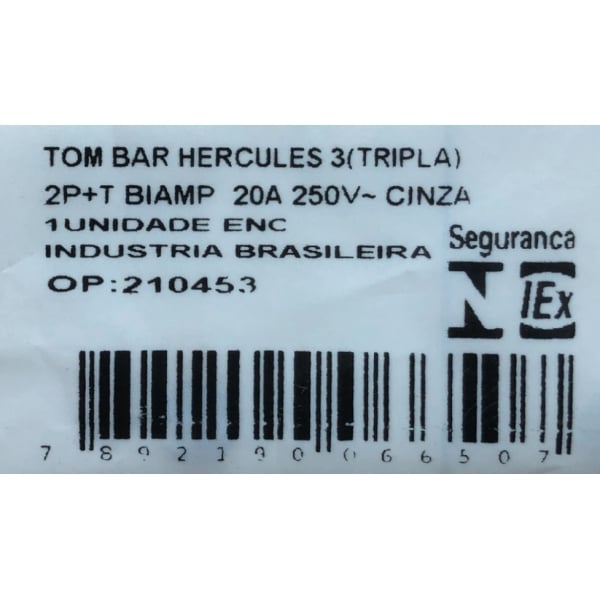 TOM BAR HERCULES 3(TRIPLA)
2P+T BIAMP 20A 250V~ CINZA
1UNIDADE ENC
INDUSTRIA BRASILEIRA
OP:210453
Seguranca
IEx
7 892190 066507